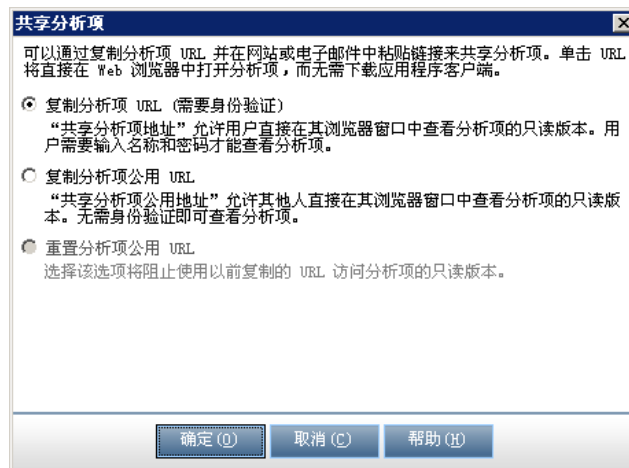 共享分析项
可以通过复制分析项 URL 并在网站或电子邮件中粘贴链接来共享分析项。单击 URL
将直接在 Web 浏览器中打开分析项，而无需下载应用程序客户端。
复制分析项 URL (需要身份验证)
“共享分析项地址”允许用户直接在其浏览器窗口中查看分析项的只读版本。用
户需要输入名称和密码才能查看分析项。
复制分析项公用 URL
“共享分析项公用地址”允许其他人直接在其浏览器窗口中查看分析项的只读版
本。无需身份验证即可查看分析项。
重置分析项公用 URL
选择该选项将阻止使用以前复制的 URL 访问分析项的只读版本。
确定(O) 取消(C) 帮助(H)